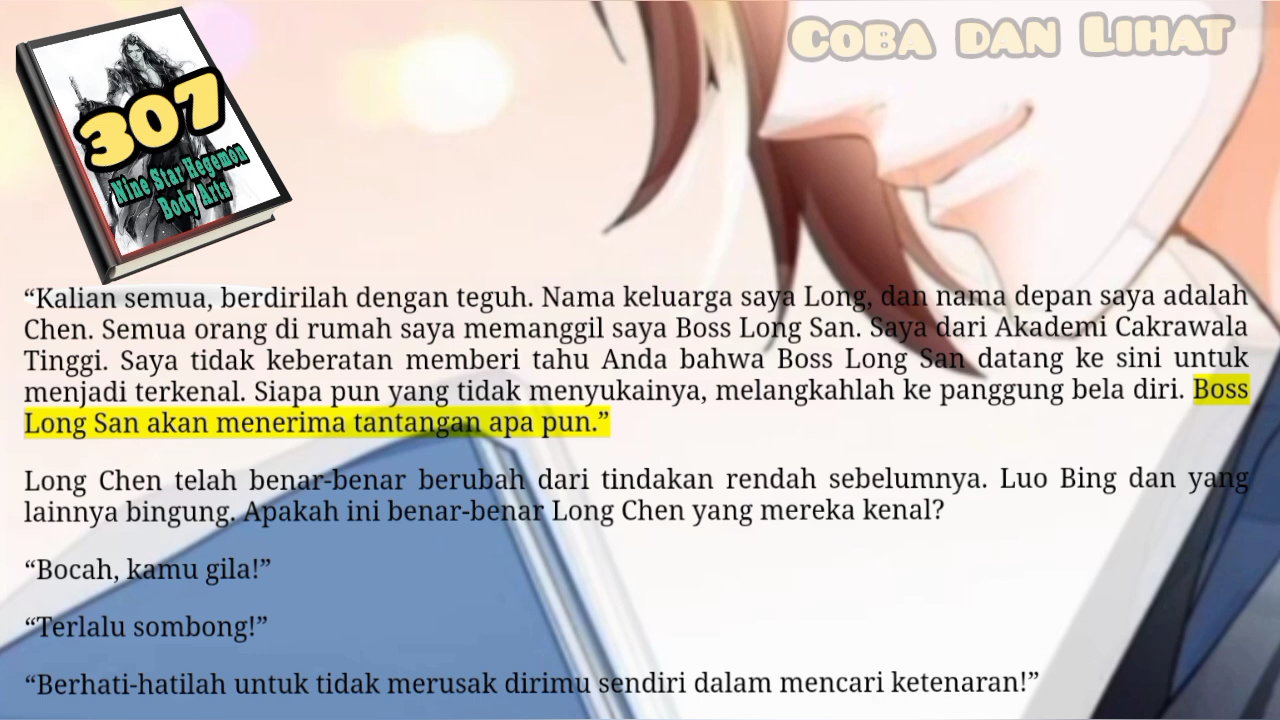 COBA DAN LIHAT
307
Nine Star Hegemon
Body Arts
“Kalian semua, berdirilah dengan teguh. Nama keluarga saya Long, dan nama depan saya adalah
Chen. Semua orang di rumah saya memanggil saya Boss Long San. Saya dari Akademi Cakrawala
Tinggi. Saya tidak keberatan memberi tahu Anda bahwa Boss Long San datang ke sini untuk
menjadi terkenal. Siapa pun yang tidak menyukainya, melangkahlah ke panggung bela diri. Boss
Long San akan menerima tantangan apa pun.”
Long Chen telah benar-benar berubah dari tindakan rendah sebelumnya. Luo Bing dan yang
lainnya bingung. Apakah ini benar-benar Long Chen yang mereka kenal?
“Bocah, kamu gila!”
“Terlalu sombong!”
“Berhati-hatilah untuk tidak merusak dirimu sendiri dalam mencari ketenaran!”